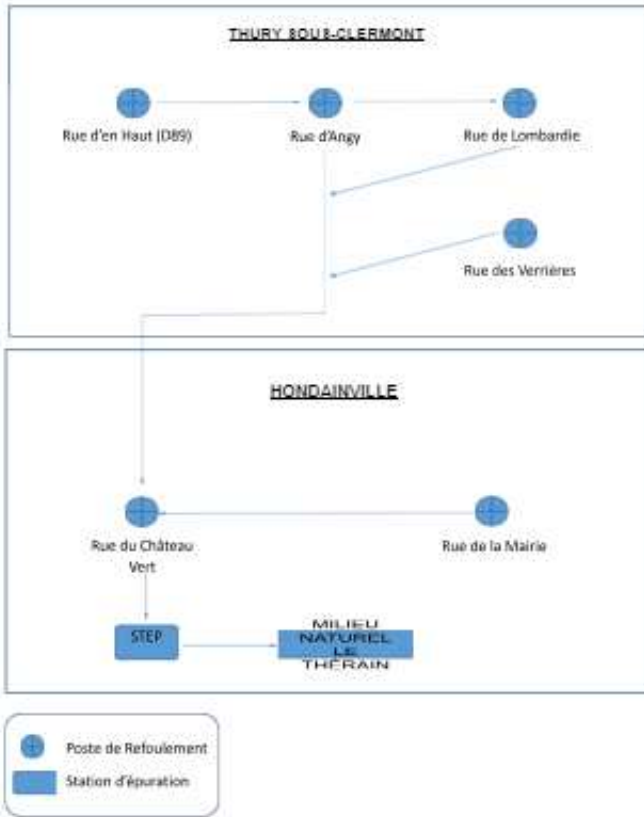 THURY SOUS-CLERMONT
Rue d'en Haut (D89)
Rue d'Angy
Rue de Lombardie
Rue des Verrières
HONDAINVILLE
Rue du Château
Vert
Rue de la Mairie
STEP
MILIEU
NATUREL
LE
THÉRAIN
Poste de Refoulement
Station d'épuration